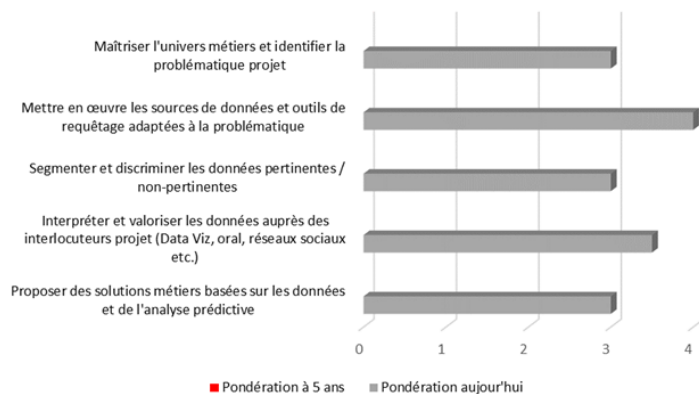 Maîtriser l'univers métiers et identifier la
problématique projet
Mettre en œuvre les sources de données et outils de
requêtage adaptées à la problématique
Segmenter et discriminer les données pertinentes /
non-pertinentes
Interpréter et valoriser les données auprès des
interlocuteurs projet (Data Viz, oral, réseaux sociaux
etc.)
Proposer des solutions métiers basées sur les données
et de l'analyse prédictive
0 1 2 3 4
Pondération à 5 ans Pondération aujourd'hui